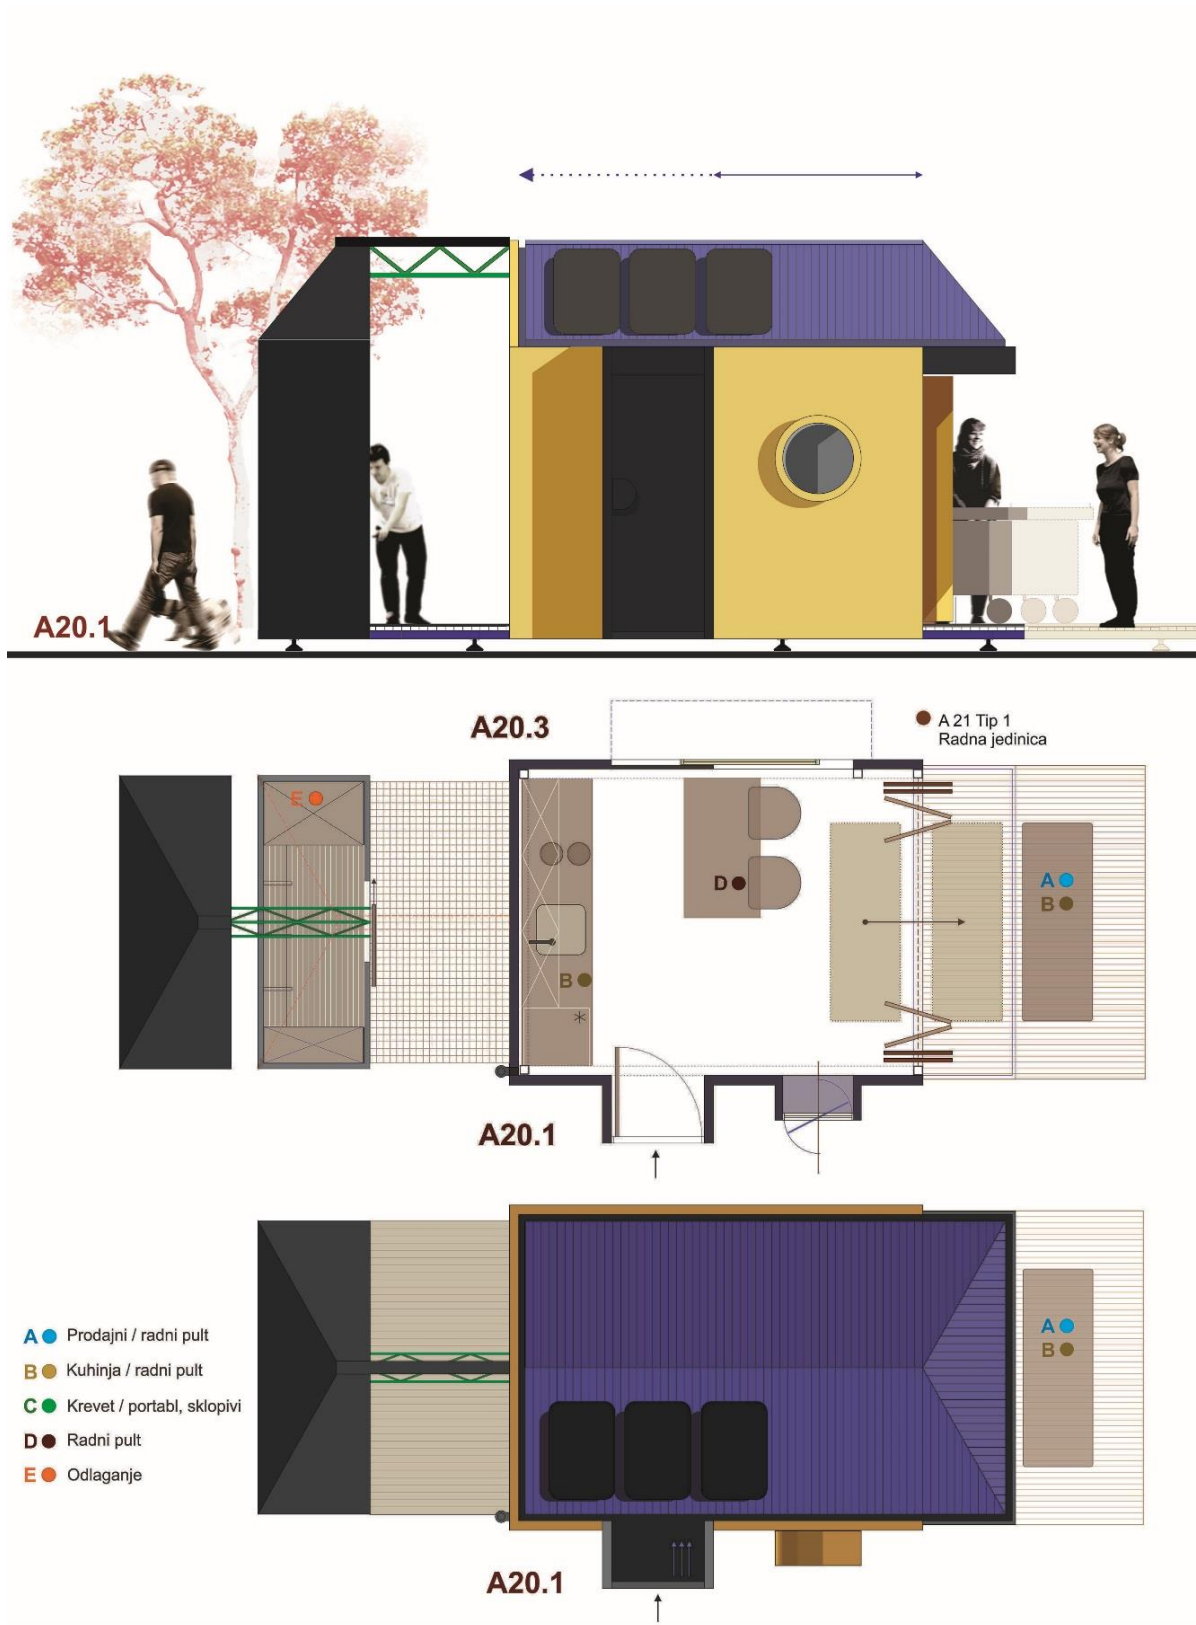 A20.1
A20.3
A 21 Tip 1
Radna jedinica
E
D
A
B
B
A20.1
A
B
A Prodajni / radni pult
B Kuhinja / radni pult
C Krevet / portabl, sklopivi
D Radni pult
E Odlaganje
A20.1